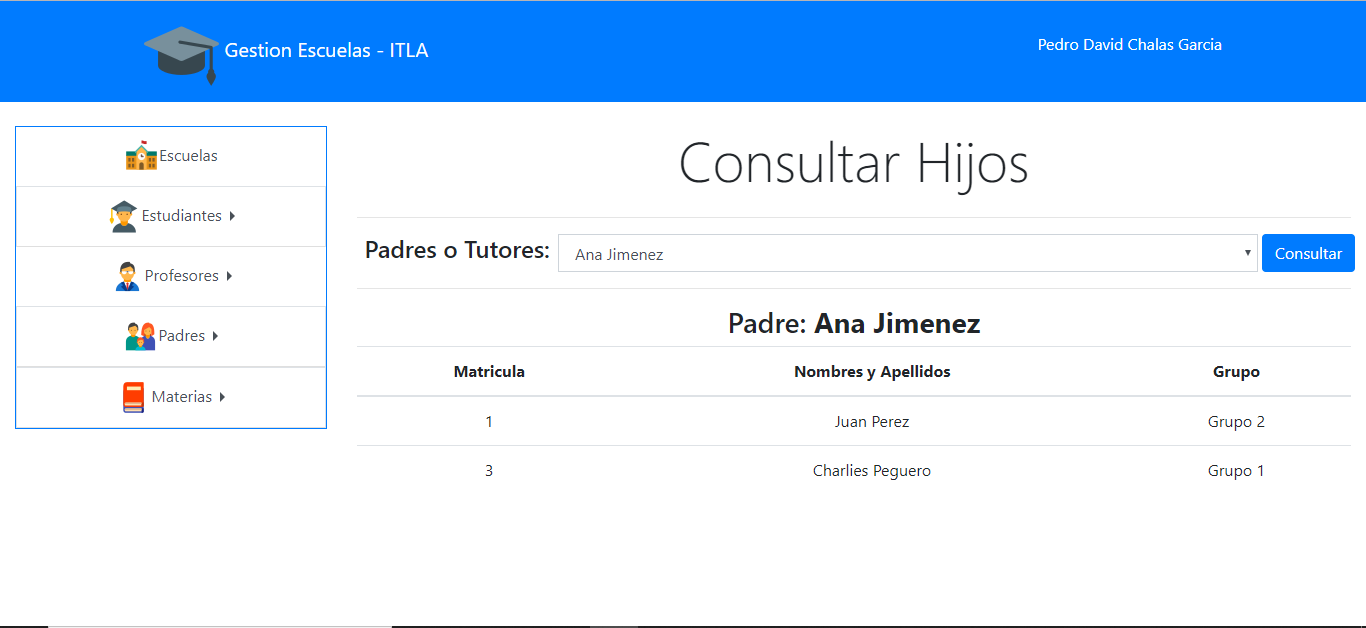 Gestion Escuelas - ITLA
Pedro David Chalas Garcia
Escuelas
Estudiantes
Profesores
Padres
Materias
Consultar Hijos
Padres o Tutores: Ana Jimenez Consultar
Padre: Ana Jimenez
Matricula Nombres y Apellidos Grupo
1 Juan Perez Grupo 2
3 Charlies Peguero Grupo 1